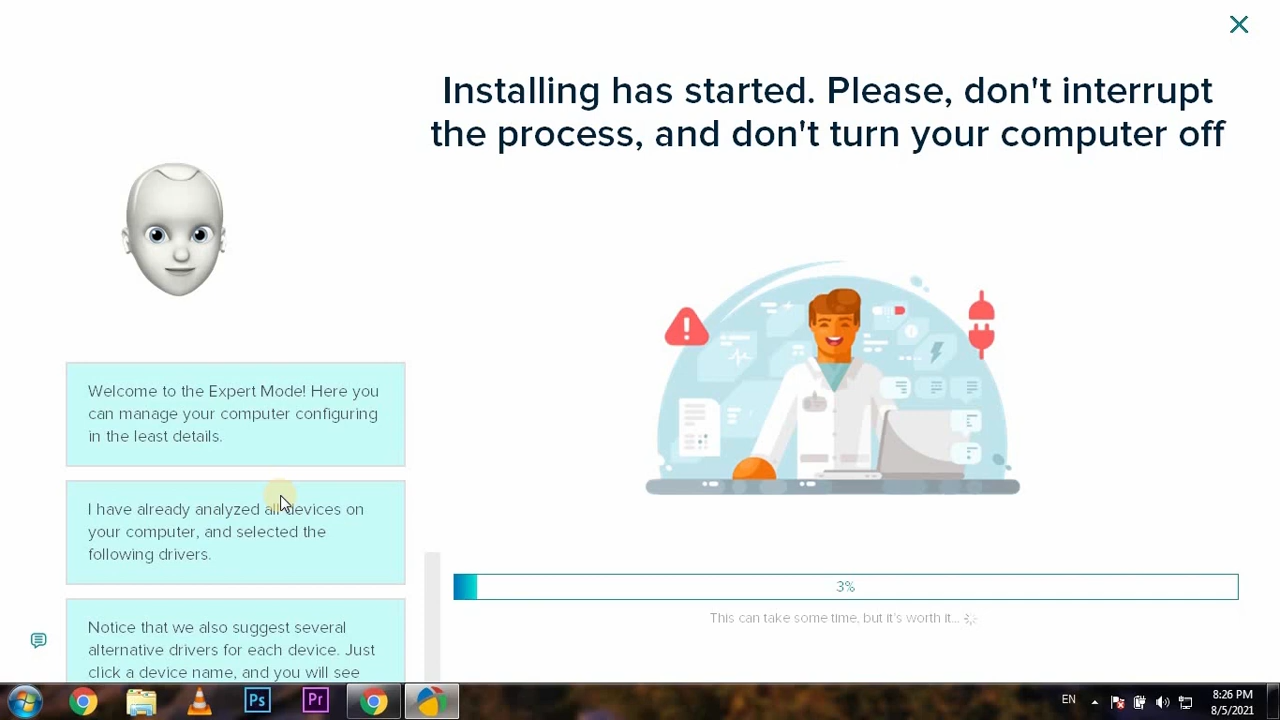 Installing has started. Please, don't interrupt
the process, and don't turn your computer off
Welcome to the Expert Mode! Here you
can manage your computer configuring
in the least details.
I have already analyzed all devices on
your computer, and selected the
following drivers.
Notice that we also suggest several
alternative drivers for each device. Just
click a device name, and you will see
3%
This can take some time, but it's worth it...
Ps
Pr
EN
8:26 PM
8/5/2021